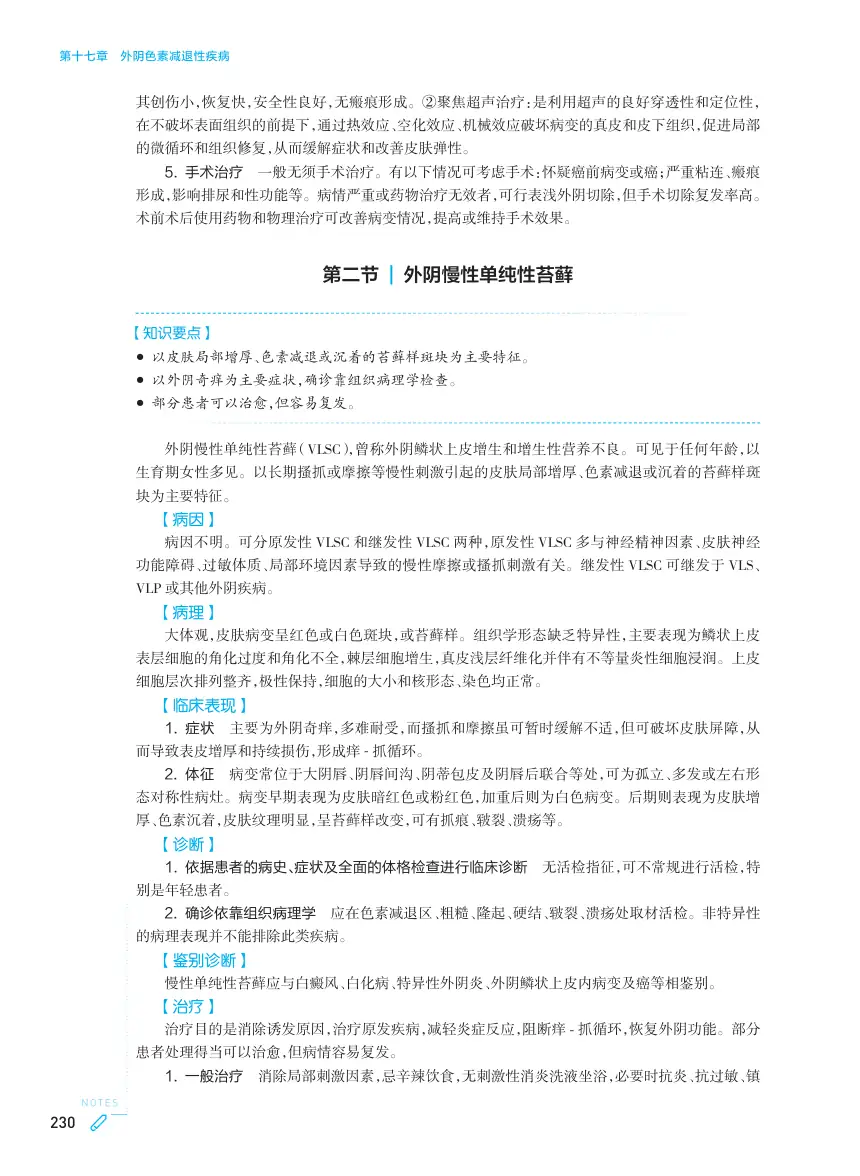 第十七章 外阴色素减退性疾病
其创伤小,恢复快,安全性良好,无瘢痕形成。②聚焦超声治疗:是利用超声的良好穿透性和定位性,
在不破坏表面组织的前提下,通过热效应、空化效应、机械效应破坏病变的真皮和皮下组织,促进局部
的微循环和组织修复,从而缓解症状和改善皮肤弹性。
5. 手术治疗 一般无须手术治疗。有以下情况可考虑手术:怀疑癌前病变或癌;严重粘连、瘢痕
形成,影响排尿和性功能等。病情严重或药物治疗无效者,可行表浅外阴切除,但手术切除复发率高。
术前术后使用药物和物理治疗可改善病变情况,提高或维持手术效果。
第二节 | 外阴慢性单纯性苔藓
【知识要点】
● 以皮肤局部增厚、色素减退或沉着的苔藓样斑块为主要特征。
● 以外阴奇痒为主要症状,确诊靠组织病理学检查。
● 部分患者可以治愈,但容易复发。
外阴慢性单纯性苔藓(VLSC),曾称外阴鳞状上皮增生和增生性营养不良。可见于任何年龄,以
生育期女性多见。以长期搔抓或摩擦等慢性刺激引起的皮肤局部增厚、色素减退或沉着的苔藓样斑
块为主要特征。
【病因】
病因不明。可分原发性 VLSC 和继发性 VLSC 两种,原发性 VLSC 多与神经精神因素、皮肤神经
功能障碍、过敏体质、局部环境因素导致的慢性摩擦或搔抓刺激有关。继发性 VLSC 可继发于 VLS、
VLP 或其他外阴疾病。
【病理】
大体观,皮肤病变呈红色或白色斑块,或苔藓样。组织学形态缺乏特异性,主要表现为鳞状上皮
表层细胞的角化过度和角化不全,棘层细胞增生,真皮浅层纤维化并伴有不等量炎性细胞浸润。上皮
细胞层次排列整齐,极性保持,细胞的大小和核形态、染色均正常。
【临床表现】
1. 症状 主要为外阴奇痒,多难耐受,而搔抓和摩擦虽可暂时缓解不适,但可破坏皮肤屏障,从
而导致表皮增厚和持续损伤,形成痒 - 抓循环。
2. 体征 病变常位于大阴唇、阴唇间沟、阴蒂包皮及阴唇后联合等处,可为孤立、多发或左右形
态对称性病灶。病变早期表现为皮肤暗红色或粉红色,加重后则为白色病变。后期则表现为皮肤增
厚、色素沉着,皮肤纹理明显,呈苔藓样改变,可有抓痕、皲裂、溃疡等。
【诊断】
1. 依据患者的病史、症状及全面的体格检查进行临床诊断 无活检指征,可不常规进行活检,特
别是年轻患者。
2. 确诊依靠组织病理学 应在色素减退区、粗糙、隆起、硬结、皲裂、溃疡处取材活检。非特异性
的病理表现并不能排除此类疾病。
【鉴别诊断】
慢性单纯性苔藓应与白癜风、白化病、特异性外阴炎、外阴鳞状上皮内病变及癌等相鉴别。
【治疗】
治疗目的是消除诱发原因,治疗原发疾病,减轻炎症反应,阻断痒 - 抓循环,恢复外阴功能。部分
患者处理得当可以治愈,但病情容易复发。
1. 一般治疗 消除局部刺激因素,忌辛辣饮食,无刺激性消炎洗液坐浴,必要时抗炎、抗过敏、镇
NOTES
230